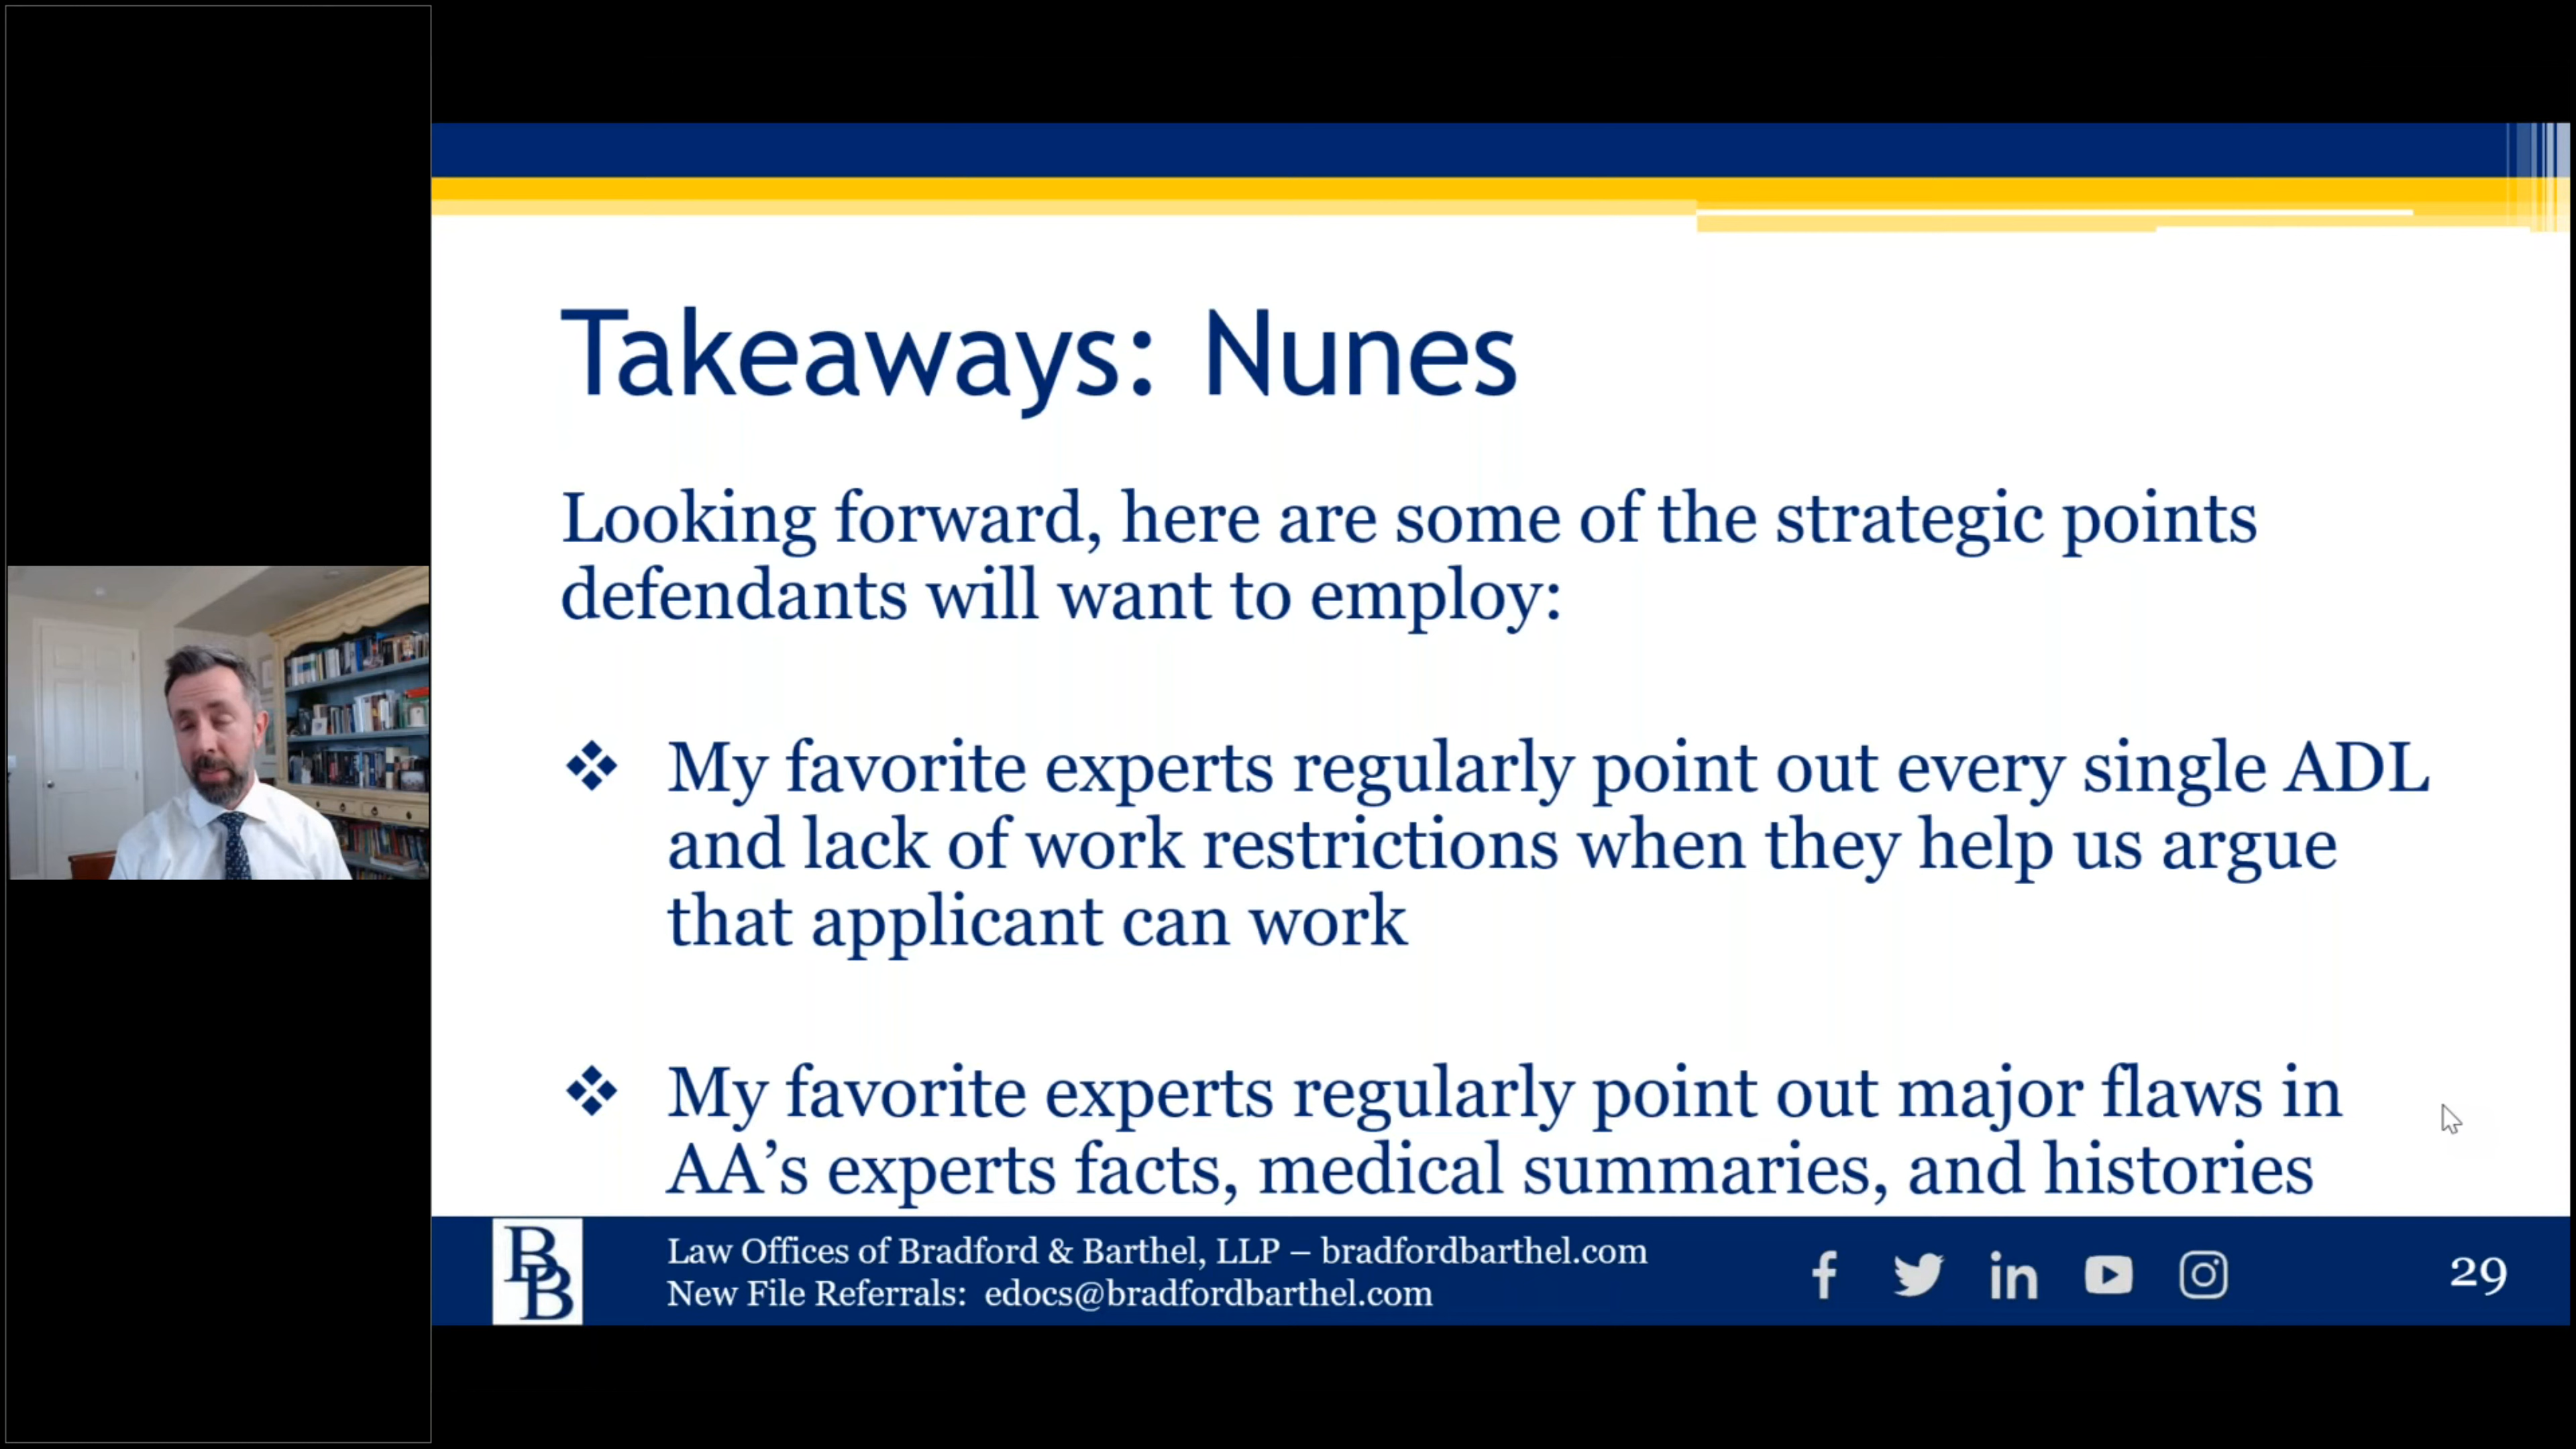 Takeaways: Nunes
Looking forward, here are some of the strategic points
defendants will want to employ:
❖ My favorite experts regularly point out every single ADL
and lack of work restrictions when they help us argue
that applicant can work
❖ My favorite experts regularly point out major flaws in
AA’s experts facts, medical summaries, and histories
BB
Law Offices of Bradford & Barthel, LLP – bradfordbarthel.com
New File Referrals: edocs@bradfordbarthel.com
29